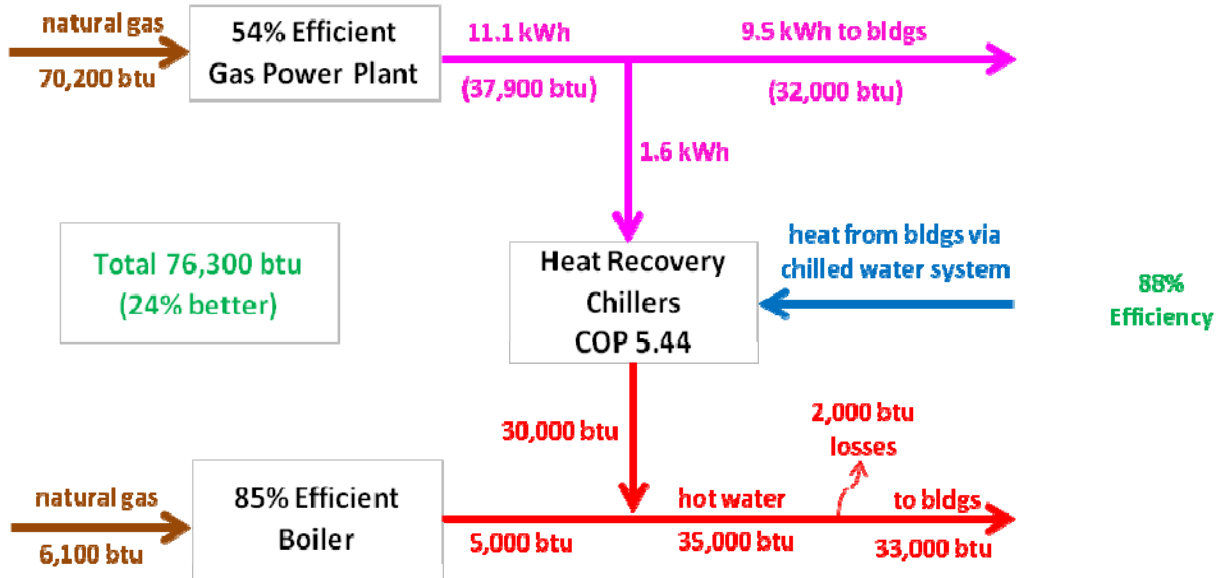 natural gas
70,200 btu
54% Efficient
Gas Power Plant
11.1 kWh
(37,900 btu)
9.5 kWh to bldgs
(32,000 btu)
1.6 kWh
Total 76,300 btu
(24% better)
Heat Recovery
Chillers
COP 5.44
heat from bldgs via
chilled water system
88%
Efficiency
30,000 btu
2,000 btu
losses
natural gas
6,100 btu
85% Efficient
Boiler
5,000 btu
hot water
35,000 btu
to bldgs
33,000 btu